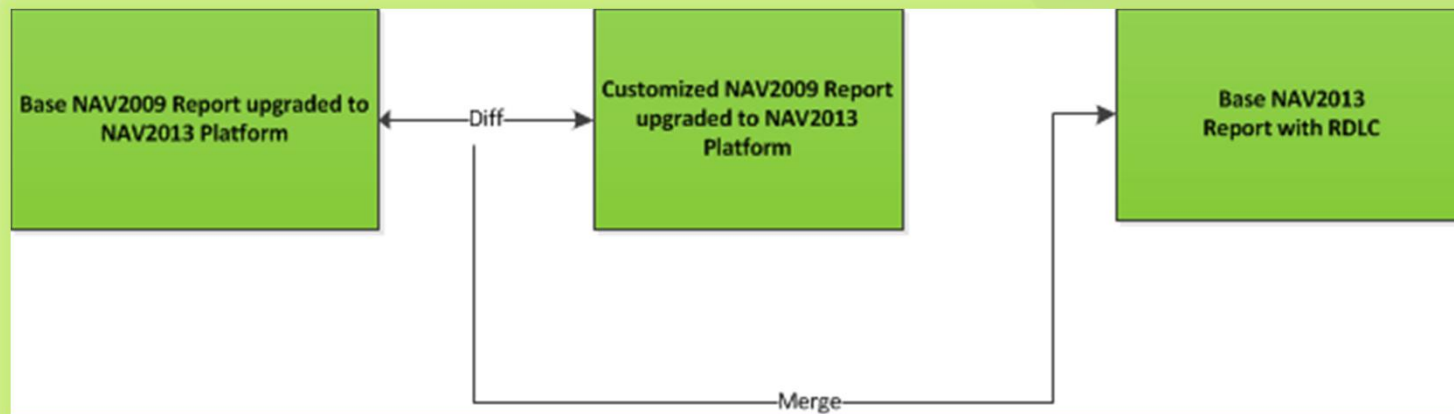 Base NAV2009 Report upgraded to
NAV2013 Platform
Diff
Customized NAV2009 Report
upgraded to NAV2013
Platform
Base NAV2013
Report with RDLC
Merge